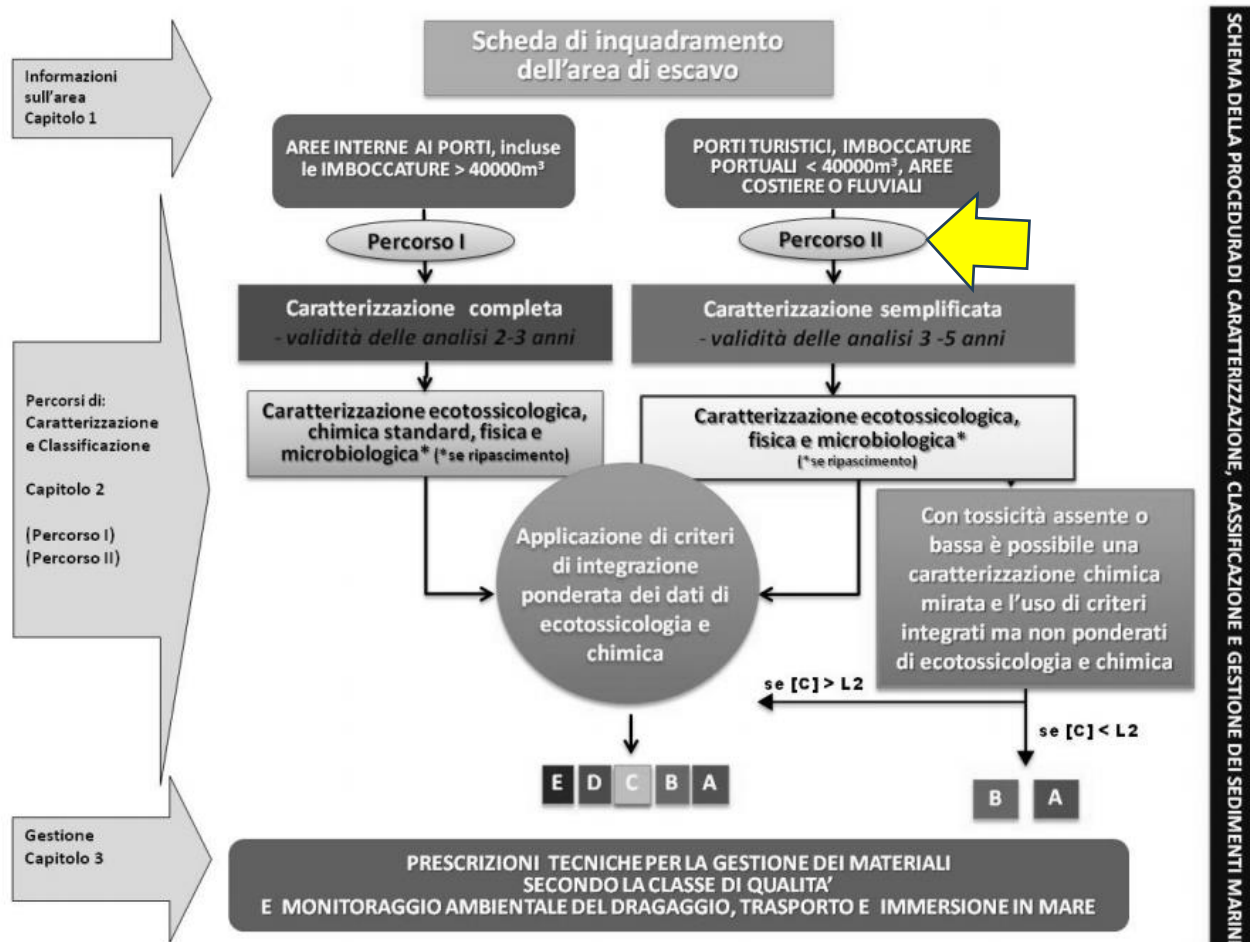 Scheda di inquadramento
dell'area di escavo
Informazioni
sull'area
Capitolo 1
AREE INTERNE AI PORTI, incluse
le IMBOCCATURE > 40000m³
PORTI TURISTICI, IMBOCCATURE
PORTUALI < 40000m³, AREE
COSTIERE O FLUVIALI
Percorso I
Percorso II
Caratterizzazione completa
- validità delle analisi 2-3 anni
Caratterizzazione semplificata
- validità delle analisi 3 -5 anni
Percorsi di:
Caratterizzazione
e Classificazione
Capitolo 2
(Percorso I)
(Percorso II)
Caratterizzazione ecotossicologica,
chimica standard, fisica e
microbiologica* (*se ripascimento)
Caratterizzazione ecotossicologica,
fisica e microbiologica*
(*se ripascimento)
Applicazione di criteri
di integrazione
ponderata dei dati di
ecotossicologia e
chimica
Con tossicità assente o
bassa è possibile una
caratterizzazione chimica
mirata e l'uso di criteri
integrati ma non ponderati
di ecotossicologia e chimica
se [C] > L2
se [C] < L2
E D C B A
B A
Gestione
Capitolo 3
PRESCRIZIONI TECNICHE PER LA GESTIONE DEI MATERIALI
SECONDO LA CLASSE DI QUALITA'
E MONITORAGGIO AMBIENTALE DEL DRAGAGGIO, TRASPORTO E IMMERSIONE IN MARE
SCHEMA DELLA PROCEDURA DI CARATTERIZZAZIONE, CLASSIFICAZIONE E GESTIONE DEI SEDIMENTI MARINI